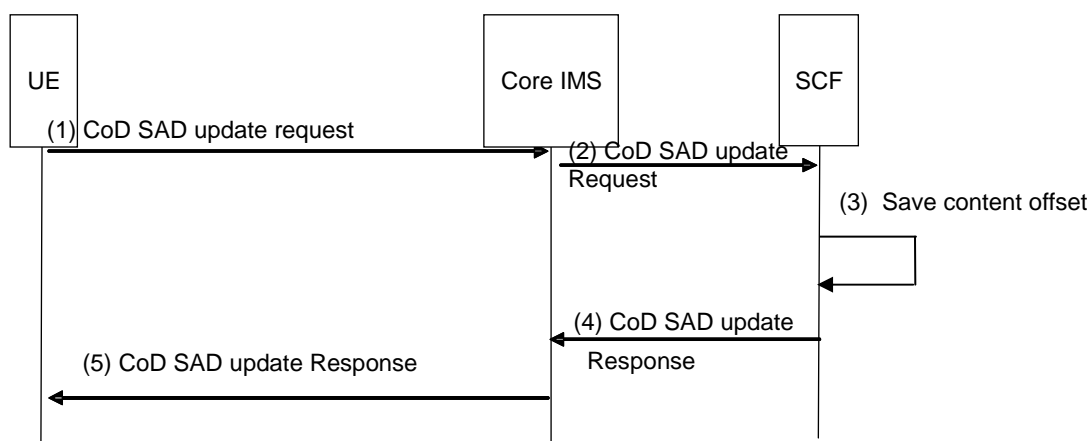 UE
Core IMS
SCF
(1) CoD SAD update request
(2) CoD SAD update
Request
(3) Save content offset
(4) CoD SAD update
Response
(5) CoD SAD update Response